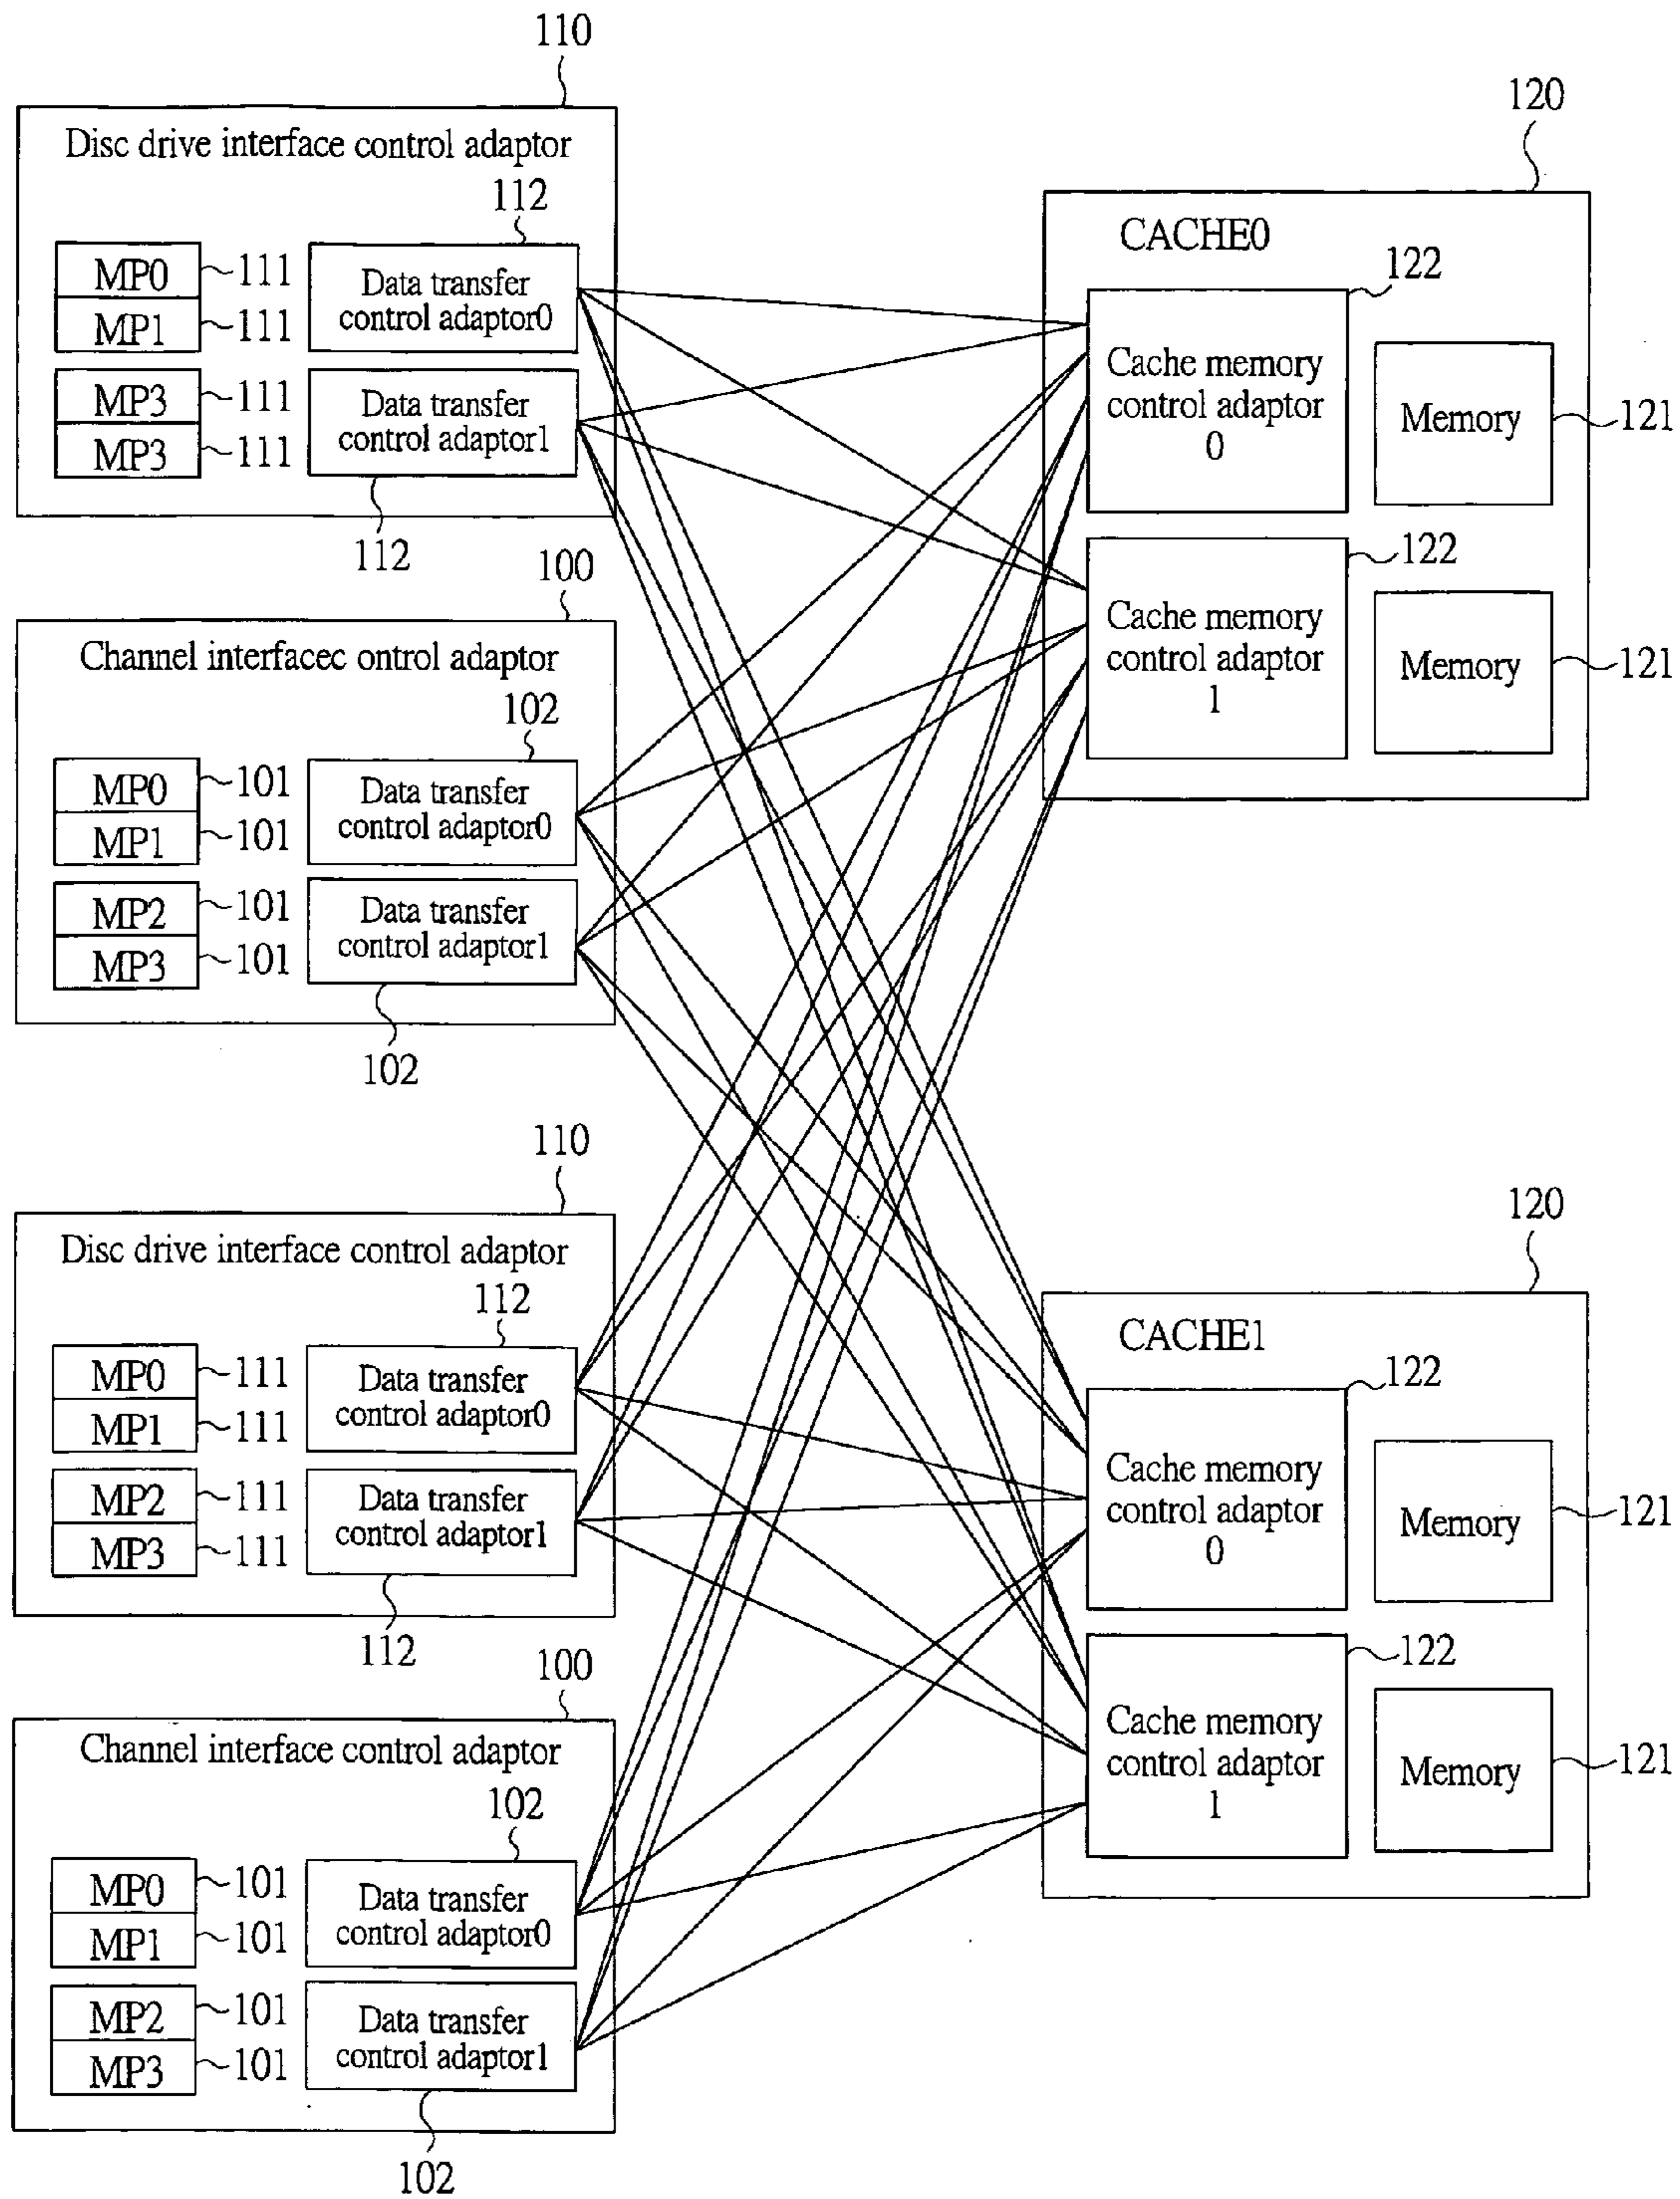 110
Disc drive interface control adaptor
112
MP0
111
MP1
111
Data transfer
control adaptor0
MP3
111
MP3
111
Data transfer
control adaptor1
112
100
Channel interfacec ontrol adaptor
102
MP0
101
MP1
101
Data transfer
control adaptor0
MP2
101
MP3
101
Data transfer
control adaptor1
102
110
Disc drive interface control adaptor
112
MP0
111
MP1
111
Data transfer
control adaptor0
MP2
111
MP3
111
Data transfer
control adaptor1
112
100
Channel interface control adaptor
102
MP0
101
MP1
101
Data transfer
control adaptor0
MP2
101
MP3
101
Data transfer
control adaptor1
102
120
CACHE0
122
Cache memory
control adaptor
0
Memory
121
122
Cache memory
control adaptor
1
Memory
121
120
CACHE1
122
Cache memory
control adaptor
0
Memory
121
122
Cache memory
control adaptor
1
Memory
121